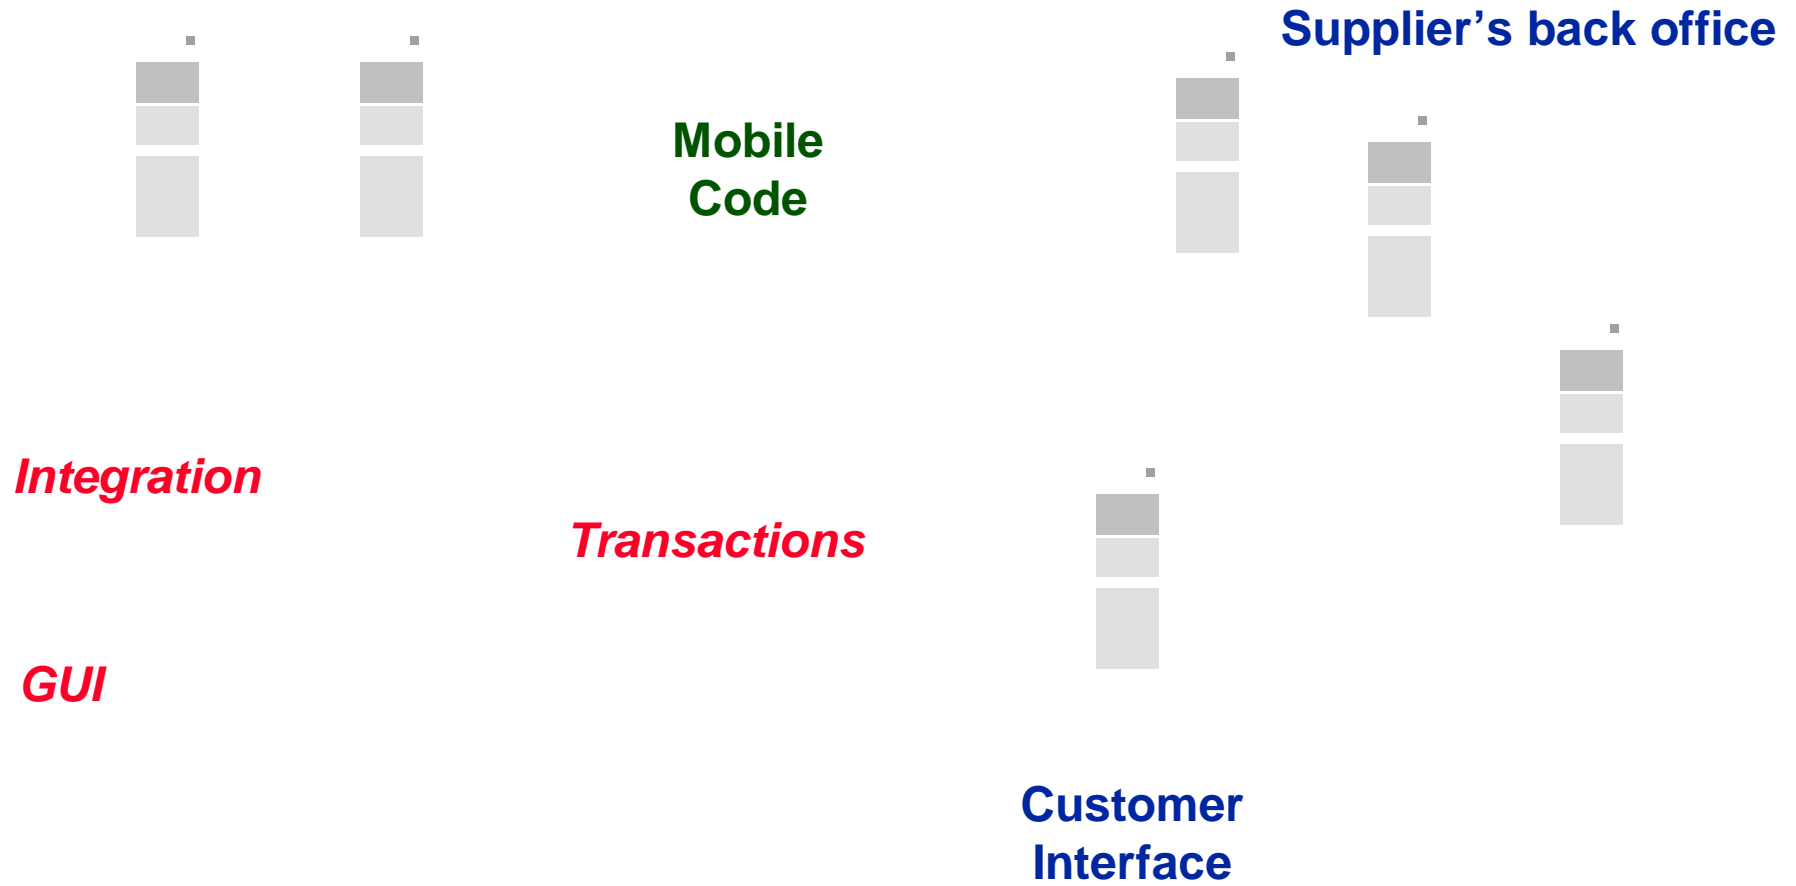 Supplier’s back office
Mobile
Code
Integration
Transactions
GUI
Customer
Interface